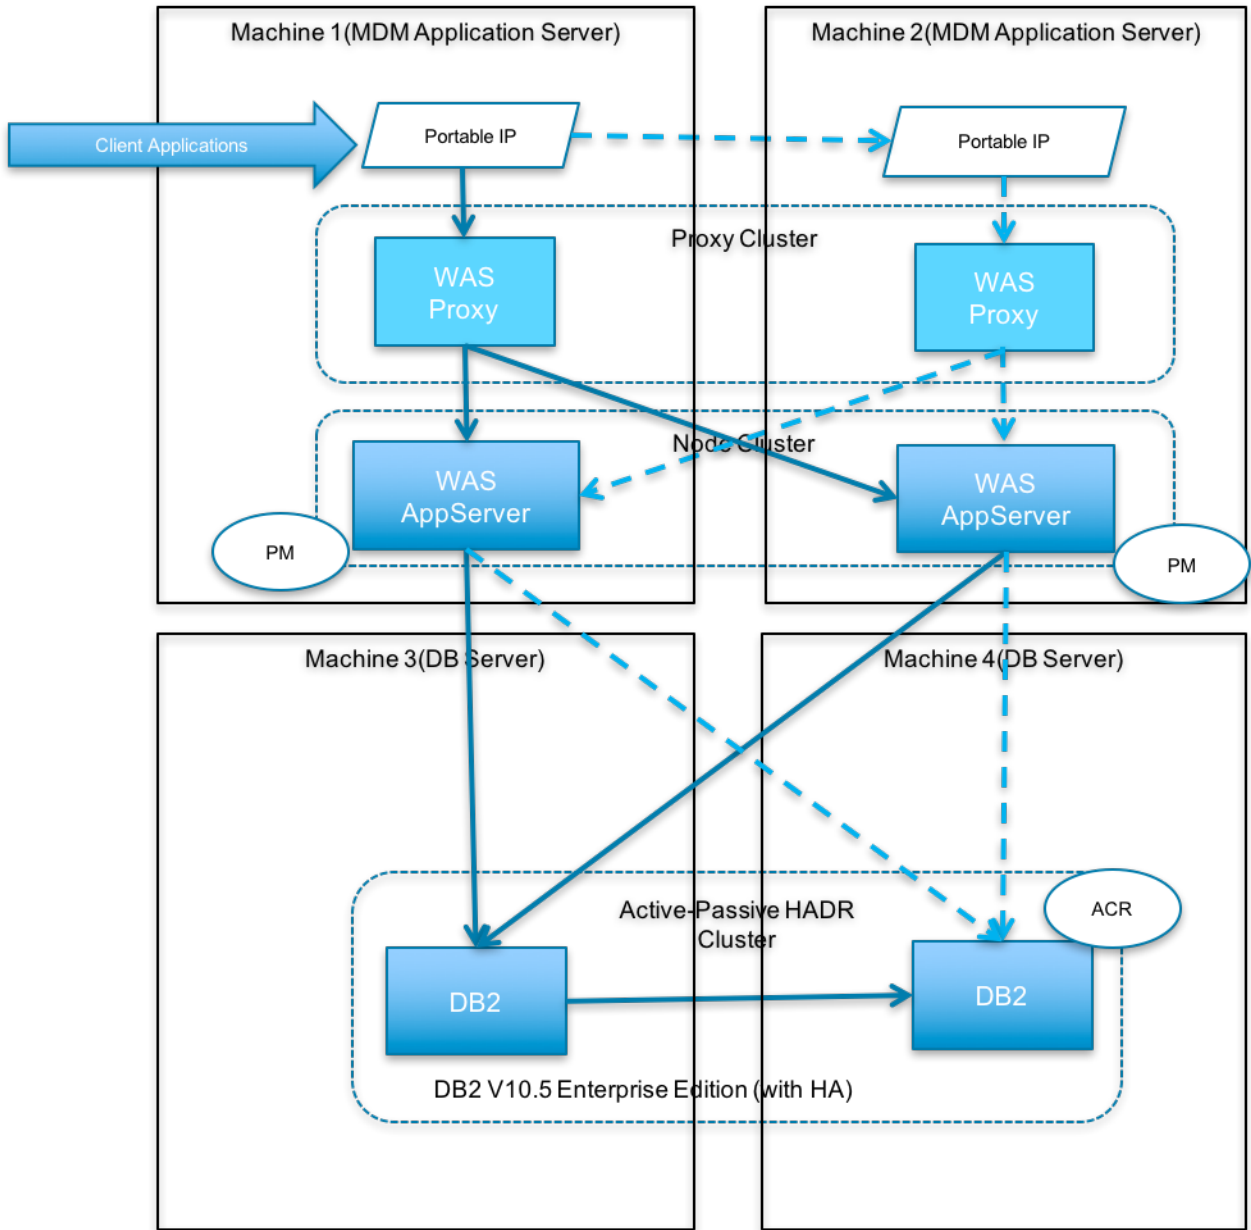 Machine 1(MDM Application Server)
Machine 2(MDM Application Server)
Client Applications
Portable IP
Portable IP
Proxy Cluster
WAS
Proxy
WAS
Proxy
Node Cluster
WAS
AppServer
WAS
AppServer
PM
PM
Machine 3(DB Server)
Machine 4(DB Server)
Active-Passive HADR
Cluster
ACR
DB2
DB2
DB2 V10.5 Enterprise Edition (with HA)